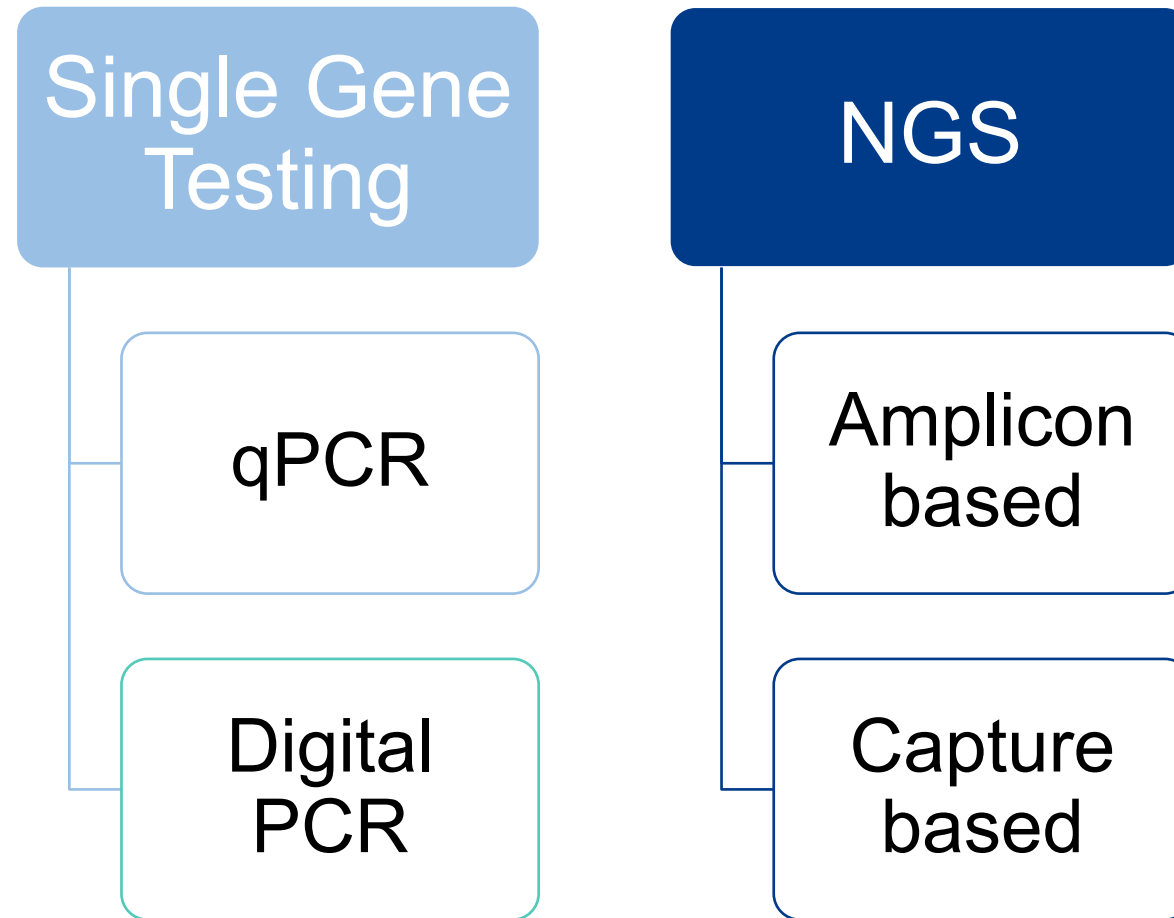 Single Gene
Testing
qPCR
Digital
PCR
NGS
Amplicon
based
Capture
based